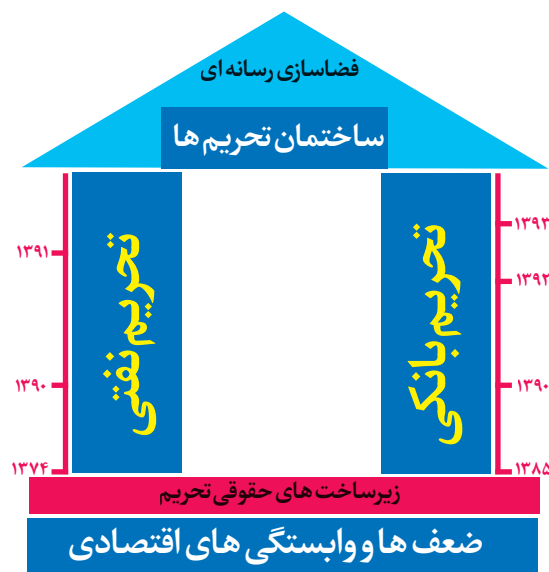 فضاسازی رسانه ای
ساختمان تحریم ها
تحریم بانکی
۱۳۹۳
۱۳۹۲
۱۳۹۰
۱۳۸۵
تحریم نفتی
۱۳۹۱
۱۳۹۰
۱۳۷۴
زیرساخت های حقوقی تحریم
ضعف ها و وابستگی های اقتصادی